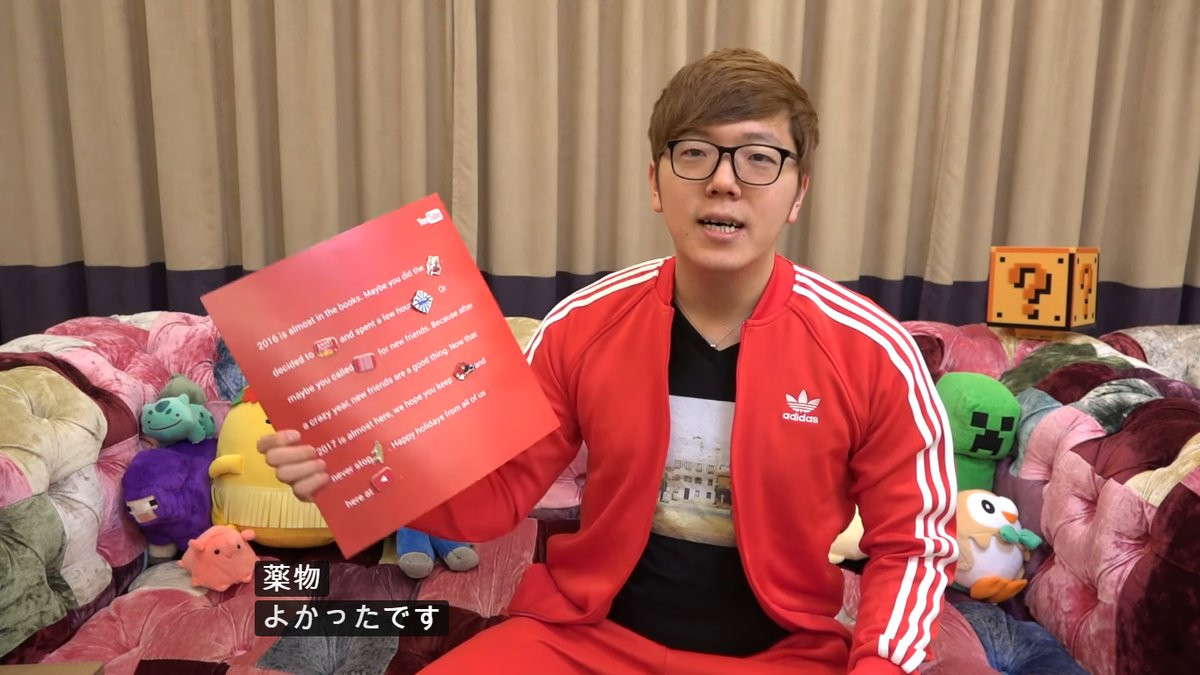 YouTube
2016 is almost in the books. Maybe you did the
and spent a few hour Or
decided to
maybe you called for new friends. Because after
a crazy year, new friends are a good thing. Now that
2017 is almost here, we hope you keep and
never stop Happy holidays from all of us
here at
adidas
?
?
薬物
よかったです